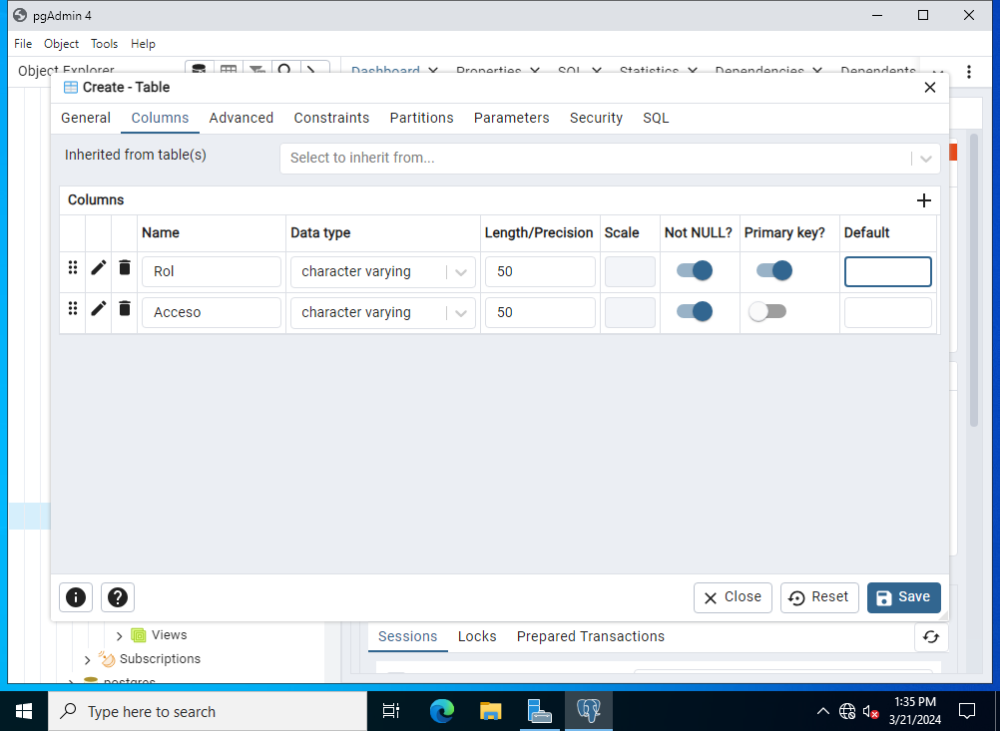 pgAdmin 4
File Object Tools Help
Object Explorer
Dashboard Properties SQL Statistics Dependencies Dependents
Create - Table
General Columns Advanced Constraints Partitions Parameters Security SQL
Inherited from table(s) Select to inherit from...
Columns
Name Data type Length/Precision Scale Not NULL? Primary key? Default
Rol character varying 50
Acceso character varying 50
Close Reset Save
Views
Subscriptions
postgres
Sessions Locks Prepared Transactions
Type here to search
1:35 PM
3/21/2024